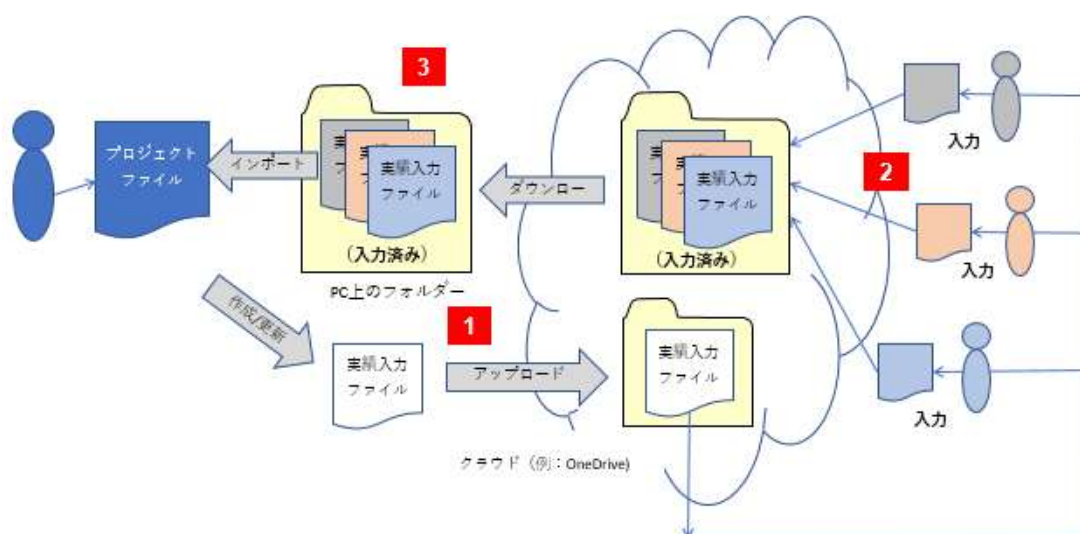 3
プロジェクト
ファイル
インポート
実績入力
ファイル
(入力済み)
PC上のフォルダー
ダウンロー
実績入力
ファイル
(入力済み)
2
入力
入力
入力
作成/更新
実績入力
ファイル
1
アップロード
実績入力
ファイル
クラウド（例：OneDrive)